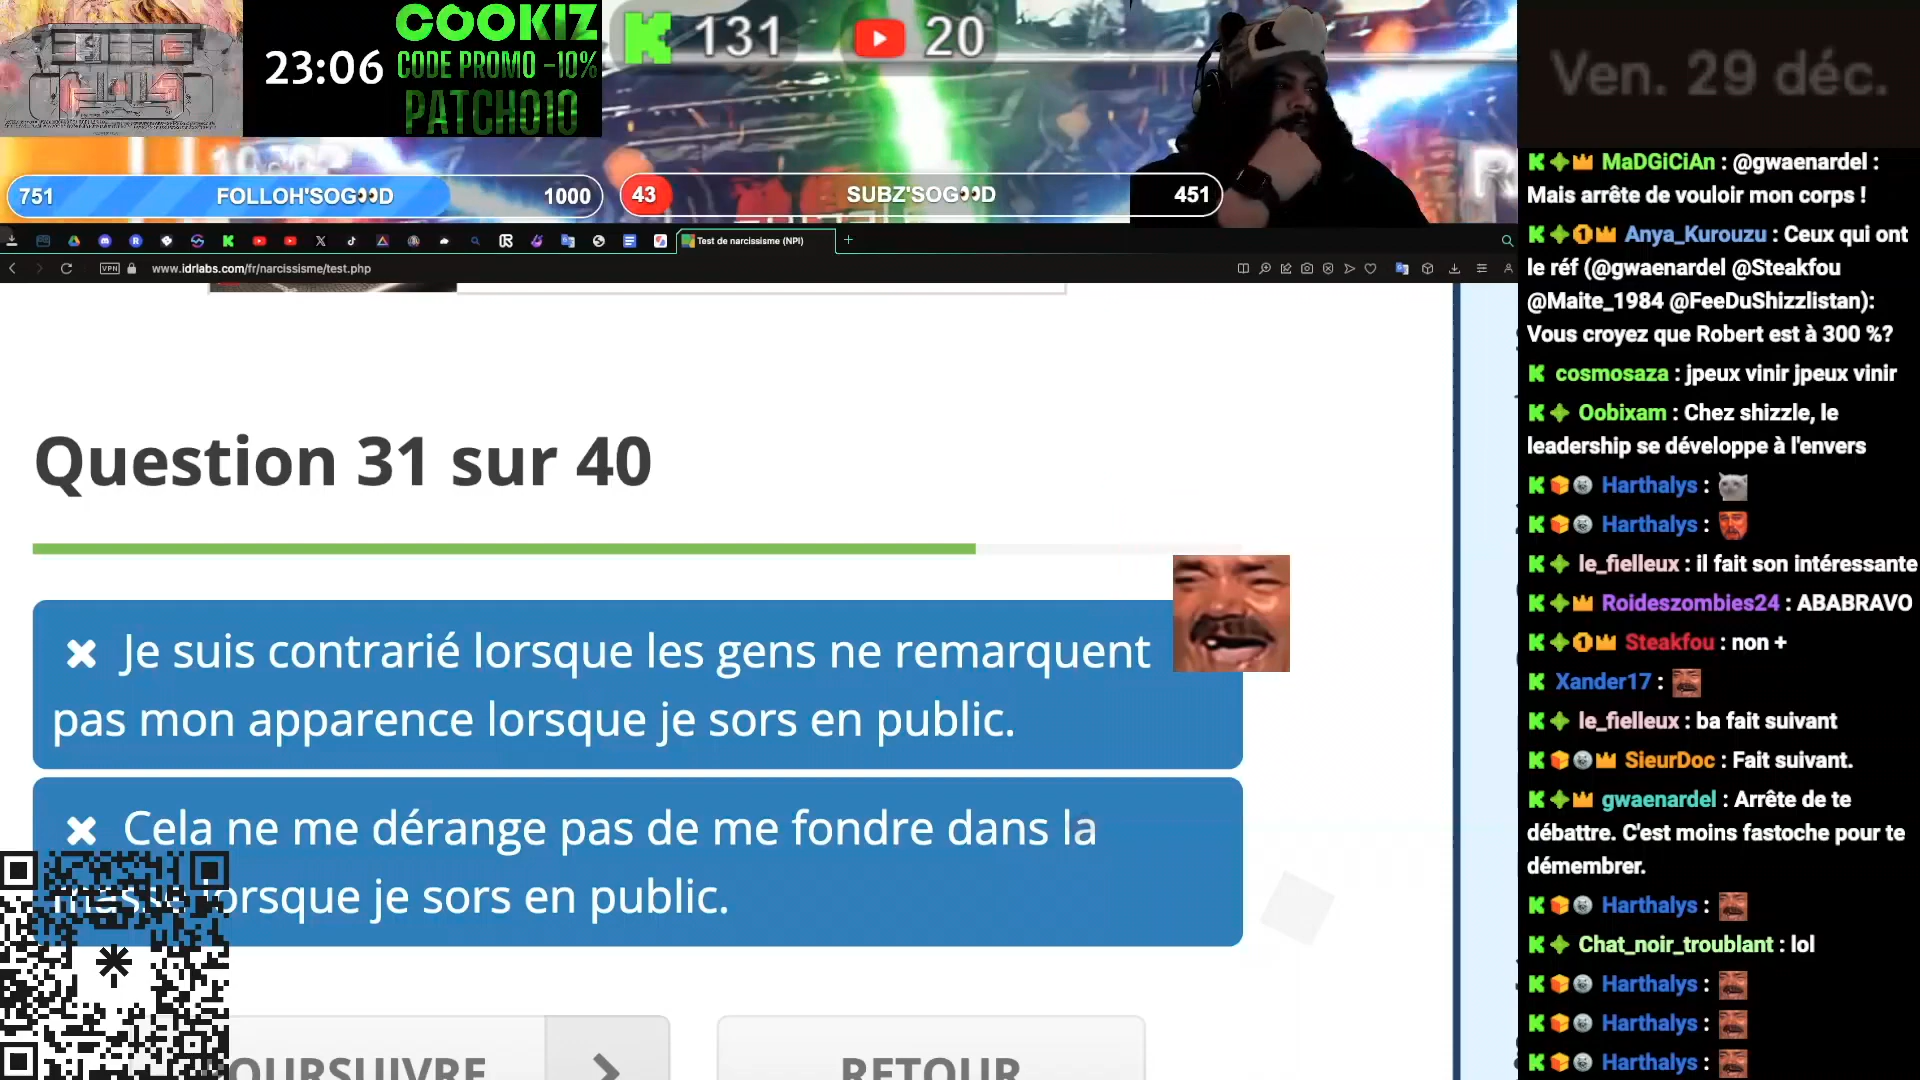 23:06
COOKIZ
CODE PROMO -10%
PATCHO10
131
20
Ven. 29 déc.
751 FOLLOH'SOG👀D 1000
43 SUBZ'SOG👀D 451
Test de narcissisme (NPI)
VPN www.idrlabs.com/fr/narcissisme/test.php
Question 31 sur 40
Je suis contrarié lorsque les gens ne remarquent
pas mon apparence lorsque je sors en public.
Cela ne me dérange pas de me fondre dans la
masse lorsque je sors en public.
POURSUIVRE
RETOUR
MaDGiCiAn : @gwaenardel :
Mais arrête de vouloir mon corps !
Anya_Kurouzu : Ceux qui ont
le réf (@gwaenardel @Steakfou
@Maite_1984 @FeeDuShizzlistan):
Vous croyez que Robert est à 300 %?
cosmosaza : jpeux vinir jpeux vinir
Oobixam : Chez shizzle, le
leadership se développe à l'envers
Harthalys :
Harthalys :
le_fielleux : il fait son intéressante
Roideszombies24 : ABABRAVO
Steakfou : non +
Xander17 :
le_fielleux : ba fait suivant
SieurDoc : Fait suivant.
gwaenardel : Arrête de te
débattre. C'est moins fastoche pour te
démembrer.
Harthalys :
Chat_noir_troublant : lol
Harthalys :
Harthalys :
Harthalys :